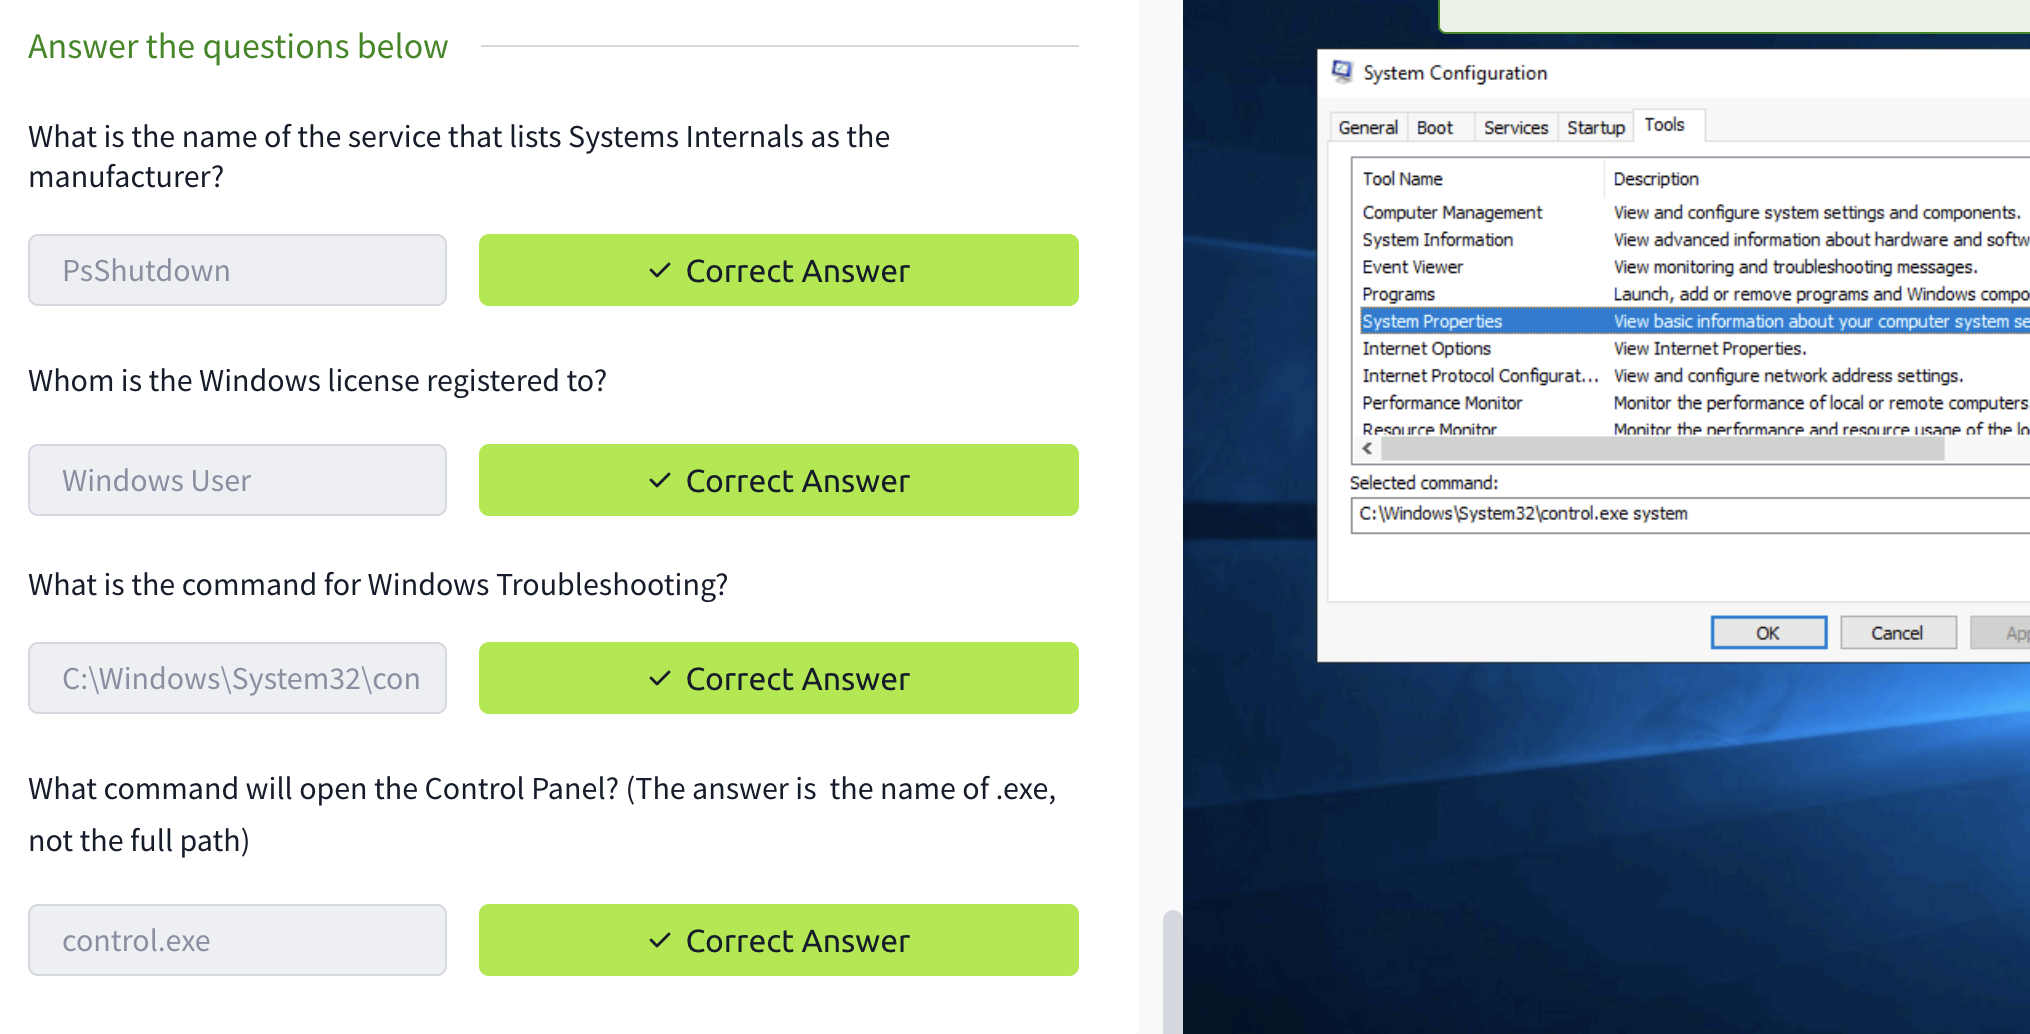 Answer the questions below
What is the name of the service that lists Systems Internals as the
manufacturer?
PsShutdown
✓ Correct Answer
Whom is the Windows license registered to?
Windows User
✓ Correct Answer
What is the command for Windows Troubleshooting?
C:\Windows\System32\con
✓ Correct Answer
What command will open the Control Panel? (The answer is  the name of .exe,
not the full path)
control.exe
✓ Correct Answer
System Configuration
General Boot Services Startup Tools
Tool Name Description
Computer Management View and configure system settings and components.
System Information View advanced information about hardware and softw
Event Viewer View monitoring and troubleshooting messages.
Programs Launch, add or remove programs and Windows compo
System Properties View basic information about your computer system se
Internet Options View Internet Properties.
Internet Protocol Configurat... View and configure network address settings.
Performance Monitor Monitor the performance of local or remote computers
Resource Monitor Monitor the performance and resource usage of the lo
Selected command:
C:\Windows\System32\control.exe system
OK Cancel App